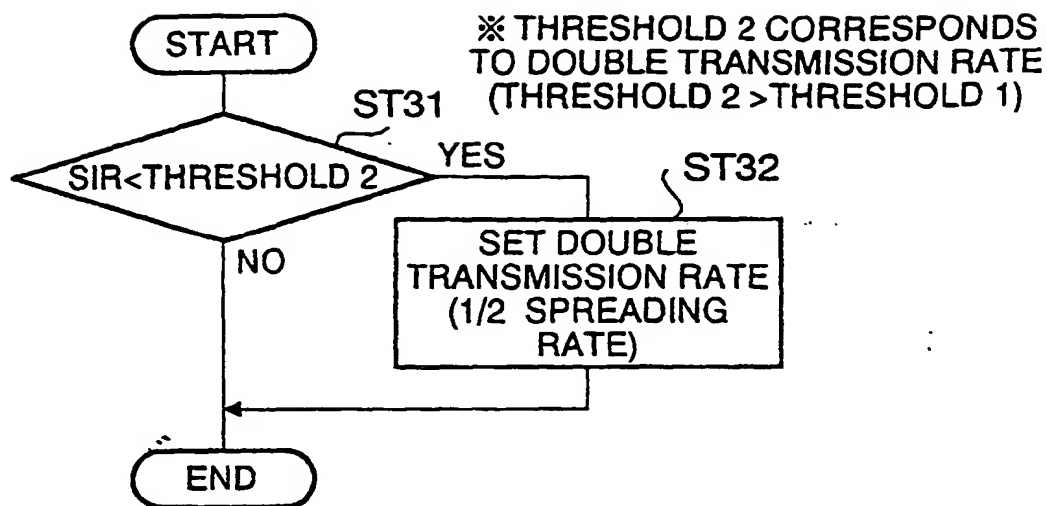 START
※ THRESHOLD 2 CORRESPONDS
TO DOUBLE TRANSMISSION RATE
(THRESHOLD 2 >THRESHOLD 1)
ST31
SIR<THRESHOLD 2
YES
ST32
NO
SET DOUBLE
TRANSMISSION RATE
(1/2 SPREADING
RATE)
END